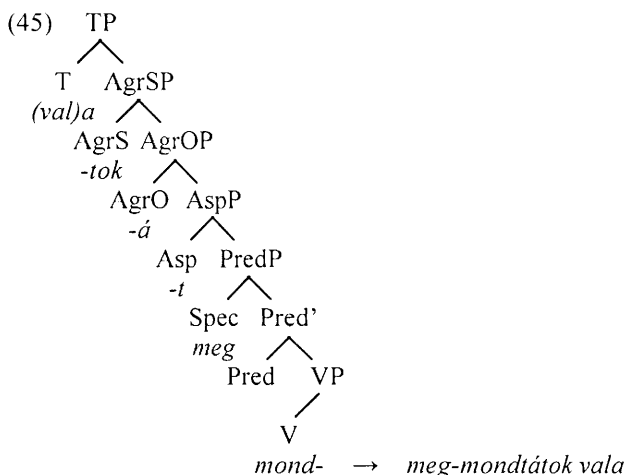 (45) TP
T AgrSP
(val)a
AgrS AgrOP
-tok
AgrO AspP
-á
Asp PredP
-t
Spec Pred’
meg
Pred VP
V
mond- → meg-mondtátok vala